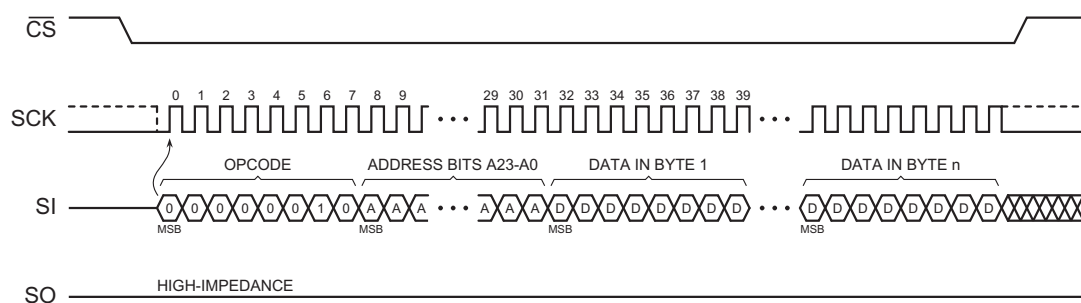 CS
0 1 2 3 4 5 6 7 8 9 29 30 31 32 33 34 35 36 37 38 39
SCK
OPCODE ADDRESS BITS A23-A0 DATA IN BYTE 1 DATA IN BYTE n
SI 0 0 0 0 0 0 1 0 A A A A A A D D D D D D D D D D D D D D D D
MSB MSB MSB MSB
HIGH-IMPEDANCE
SO